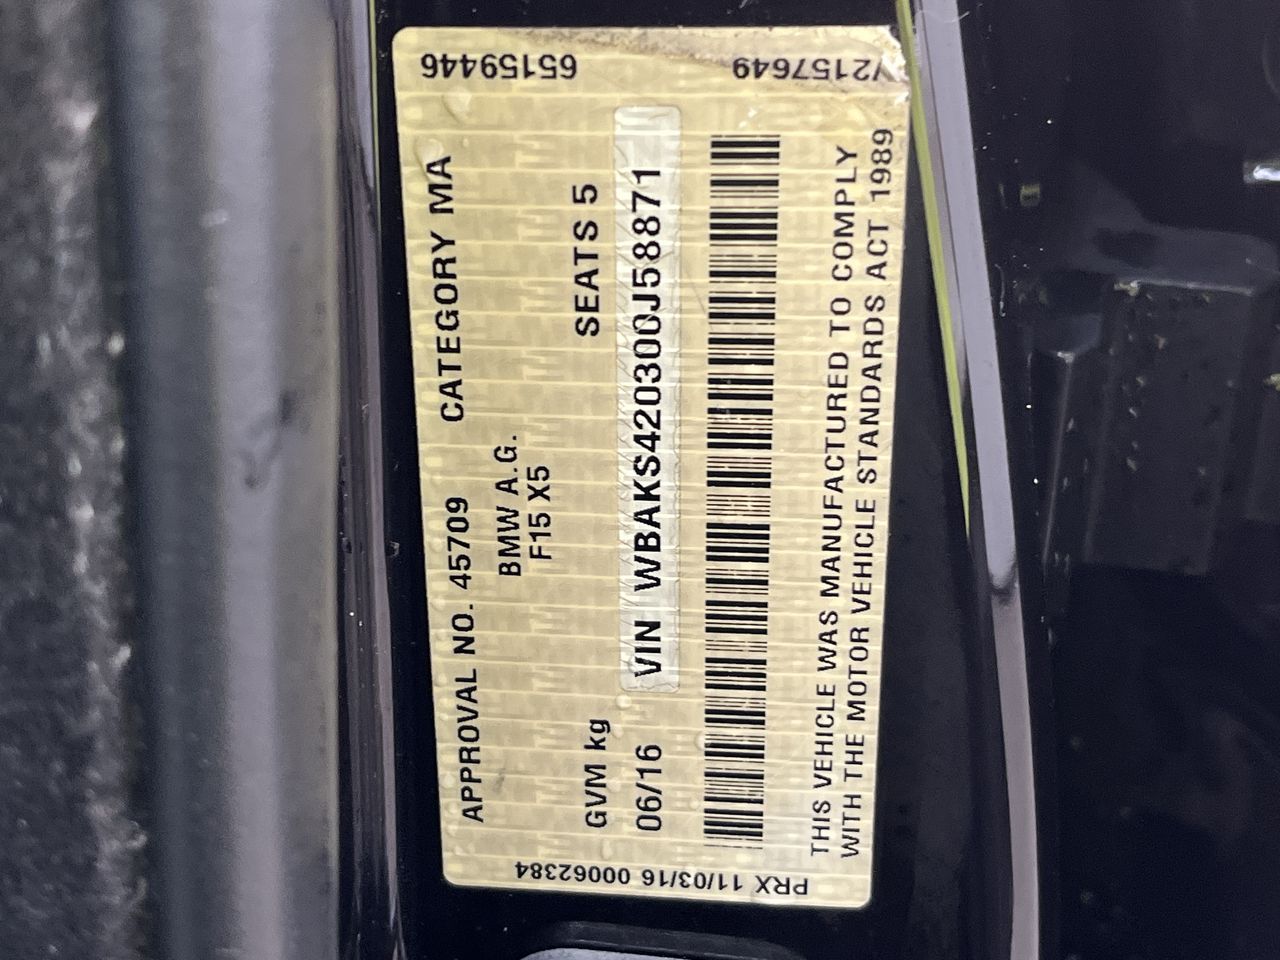 APPROVAL NO. 45709 CATEGORY MA
BMW A.G.
F15 X5
GVM kg SEATS 5
06/16 VIN WBAKS420300J58871
THIS VEHICLE WAS MANUFACTURED TO COMPLY
WITH THE MOTOR VEHICLE STANDARDS ACT 1989
PRX 11/03/16 00062384
65159446 V2157649